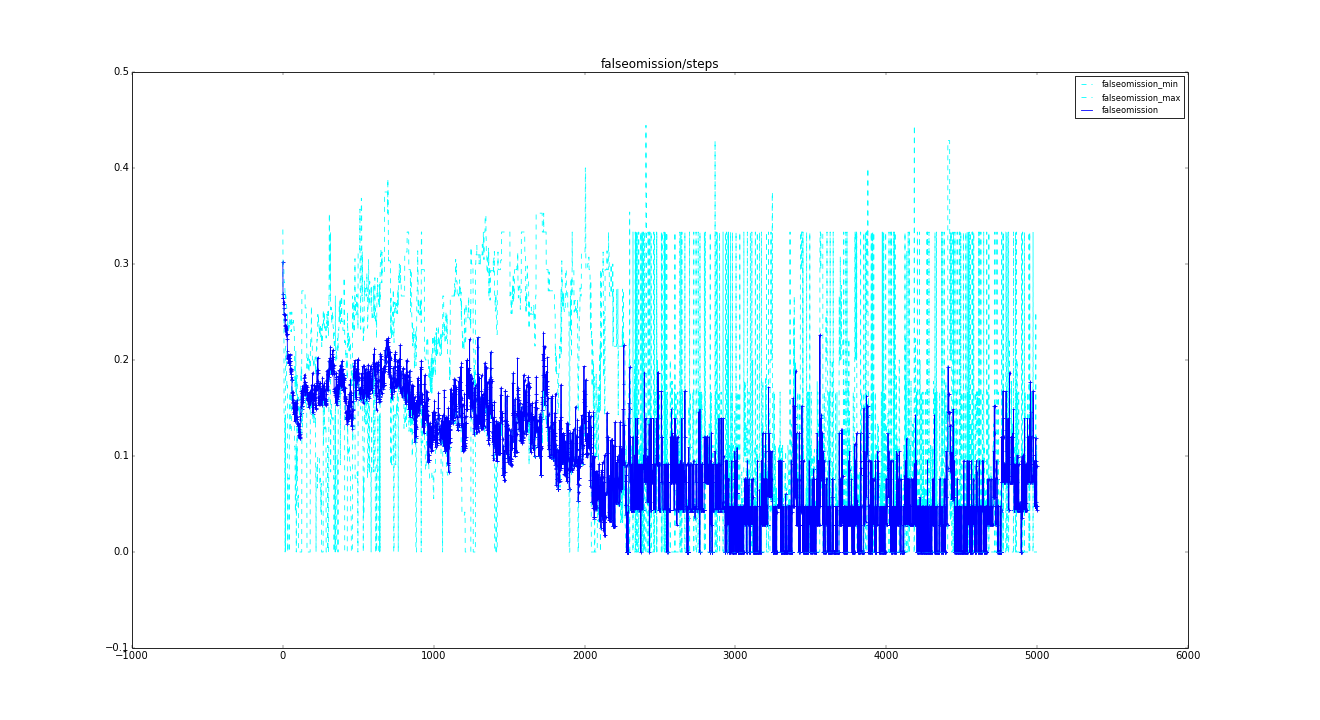 falseomission/steps
0.5
falseomission_min
falseomission_max
falseomission
0.4
0.3
0.2
0.1
0.0
−0.1
−1000 0 1000 2000 3000 4000 5000 6000